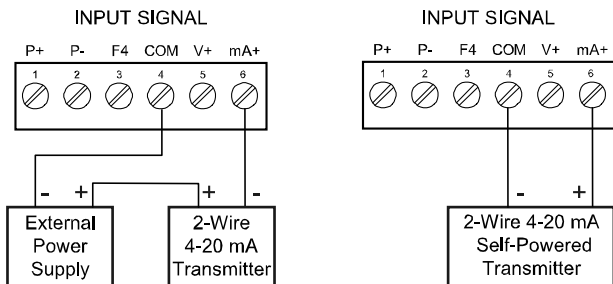 INPUT SIGNAL
P+ P- F4 COM V+ mA+
1 2 3 4 5 6
- + + -
External
Power
Supply
2-Wire
4-20 mA
Transmitter
INPUT SIGNAL
P+ P- F4 COM V+ mA+
1 2 3 4 5 6
- +
2-Wire 4-20 mA
Self-Powered
Transmitter